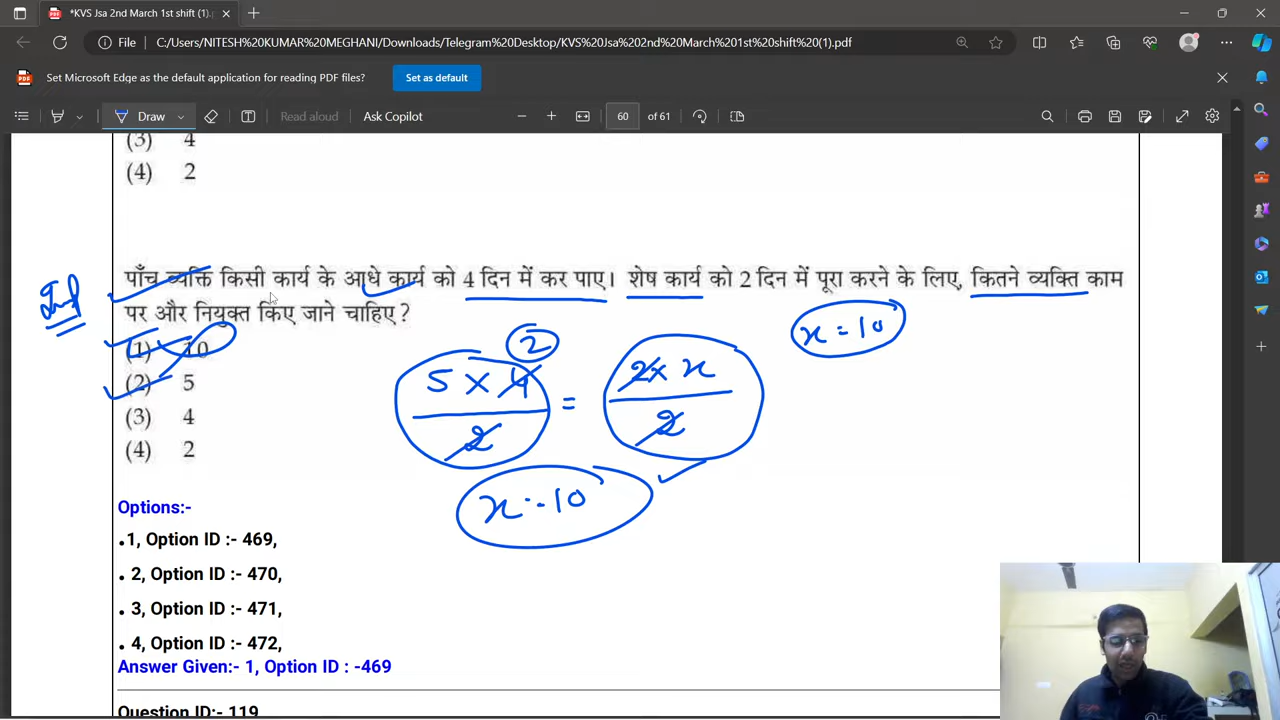 *KVS Jsa 2nd March 1st shift (1).p
File C:/Users/NITESH%20KUMAR%20MEGHANI/Downloads/Telegram%20Desktop/KVS%20Jsa%202nd%20March%201st%20shift%20(1).pdf
Set Microsoft Edge as the default application for reading PDF files? Set as default
Draw Read aloud Ask Copilot 60 of 61
(3) 4
(4) 2
पाँच व्यक्ति किसी कार्य के आधे कार्य को 4 दिन में कर पाए। शेष कार्य को 2 दिन में पूरा करने के लिए, कितने व्यक्ति काम
पर और नियुक्त किए जाने चाहिए?
x = 10
(1) 10
(2) 5
(3) 4
(4) 2
2
5 × 4 = 2 × x
2 2
x = 10
Options:-
.1, Option ID :- 469,
. 2, Option ID :- 470,
. 3, Option ID :- 471,
. 4, Option ID :- 472,
Answer Given:- 1, Option ID : -469
Question ID:- 119